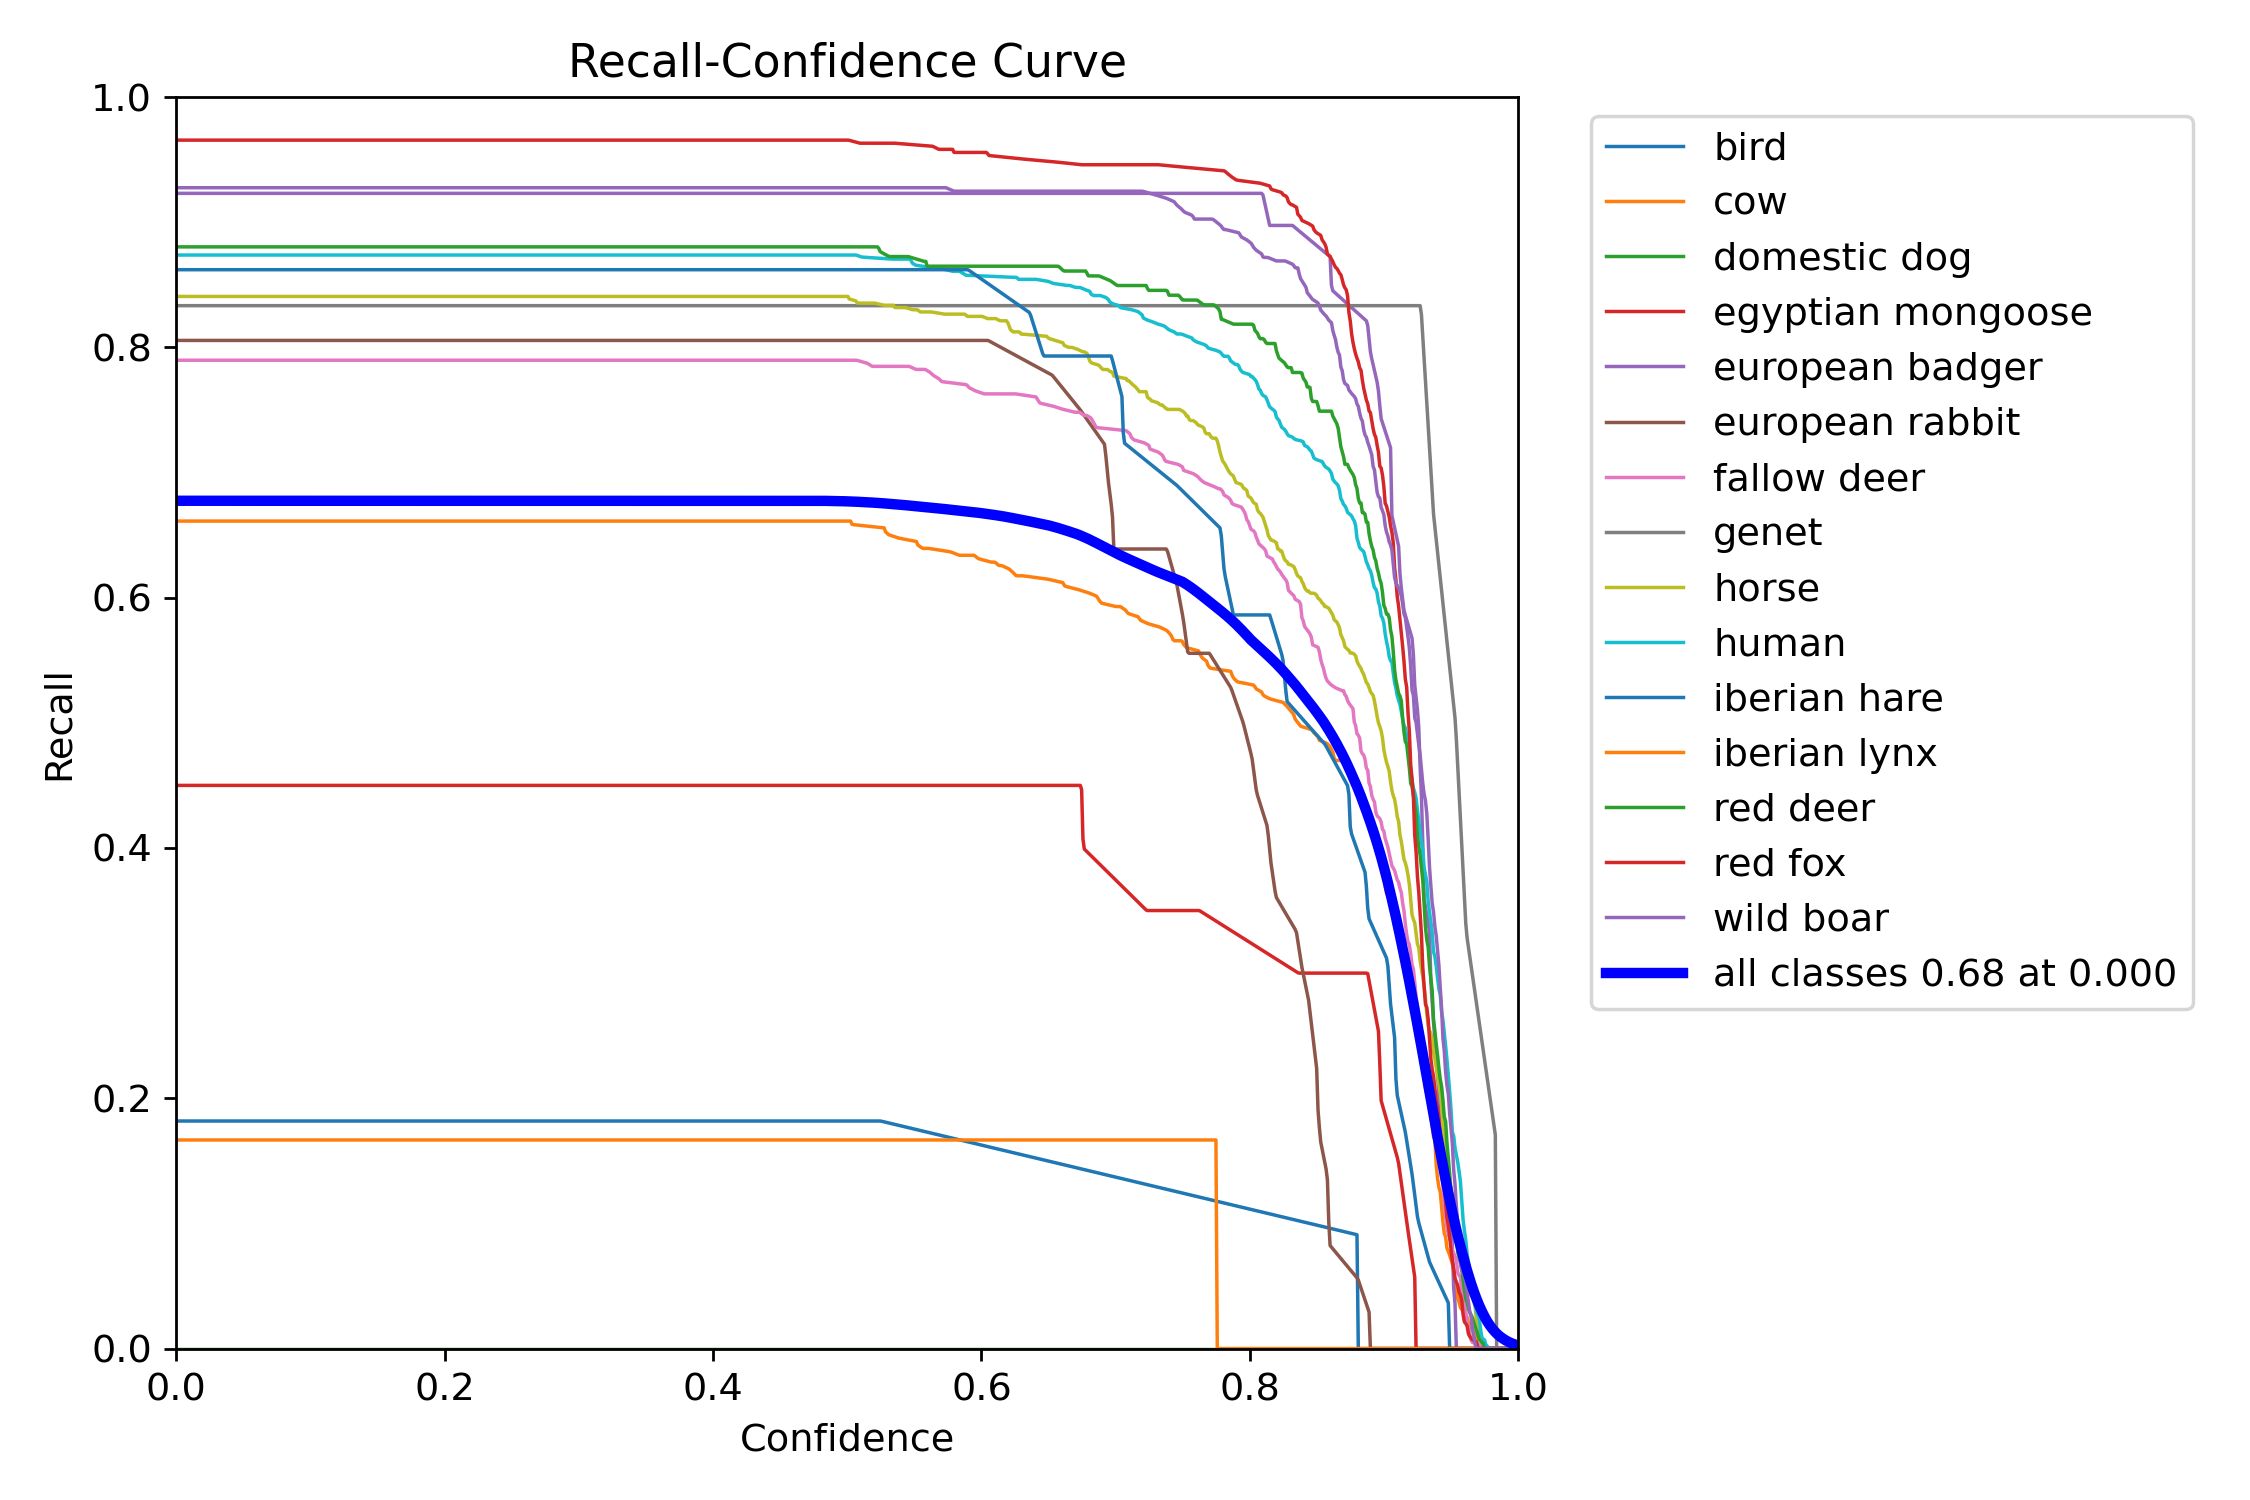 Recall-Confidence Curve
1.0
0.8
0.6
0.4
0.2
0.0
Recall
0.0 0.2 0.4 0.6 0.8 1.0
Confidence
bird
cow
domestic dog
egyptian mongoose
european badger
european rabbit
fallow deer
genet
horse
human
iberian hare
iberian lynx
red deer
red fox
wild boar
all classes 0.68 at 0.000